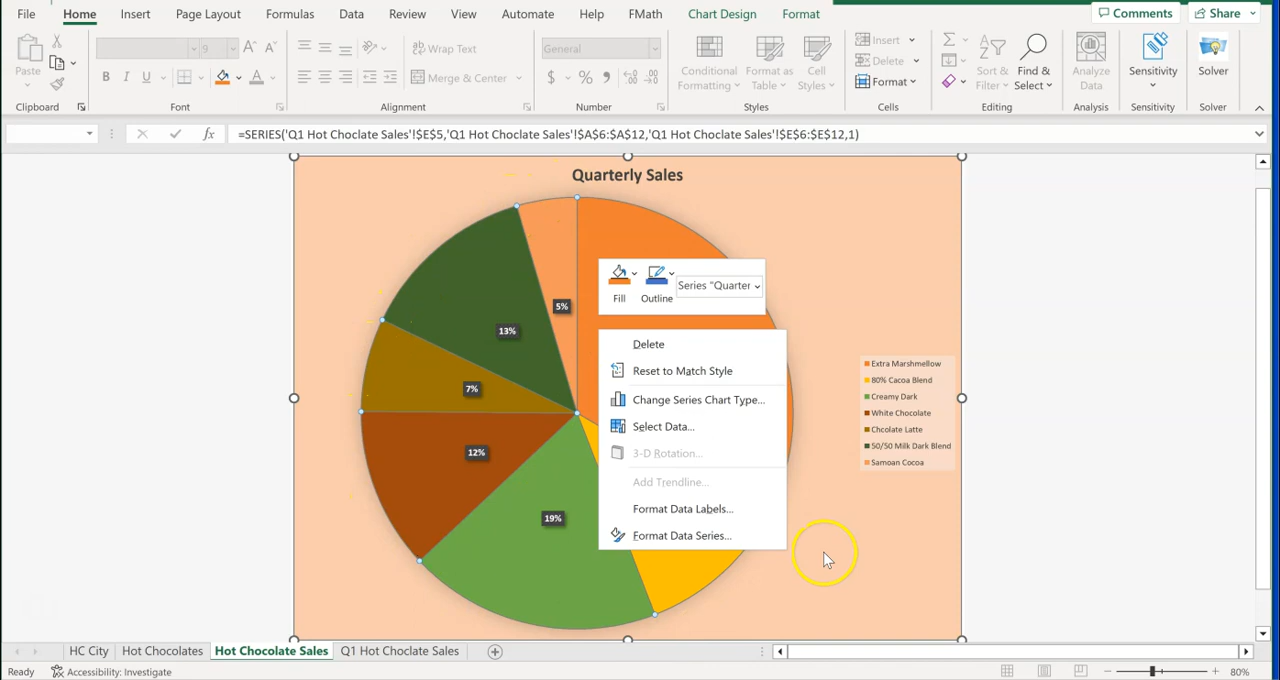 File Home Insert Page Layout Formulas Data Review View Automate Help FMath Chart Design Format Comments Share
Paste
9 A A
Wrap Text
General
Conditional Formatting
Format as Table
Cell Styles
Insert
Delete
Format
Sort & Filter
Find & Select
Analyze Data
Sensitivity
Solver
B I U A
Merge & Center
$ % 9
Clipboard Font Alignment Number Styles Cells Editing Analysis Sensitivity Solver
fx =SERIES('Q1 Hot Choclate Sales'!$E$5,'Q1 Hot Choclate Sales'!$A$6:$A$12,'Q1 Hot Choclate Sales'!$E$6:$E$12,1)
Quarterly Sales
Fill Outline Series "Quarter
5%
13%
7%
12%
19%
Delete
Reset to Match Style
Change Series Chart Type...
Select Data...
3-D Rotation...
Add Trendline...
Format Data Labels...
Format Data Series...
Extra Marshmellow
80% Cacoa Blend
Creamy Dark
White Chocolate
Chcolate Latte
50/50 Milk Dark Blend
Samoan Cocoa
HC City Hot Chocolates Hot Chocolate Sales Q1 Hot Choclate Sales
Ready Accessibility: Investigate 80%